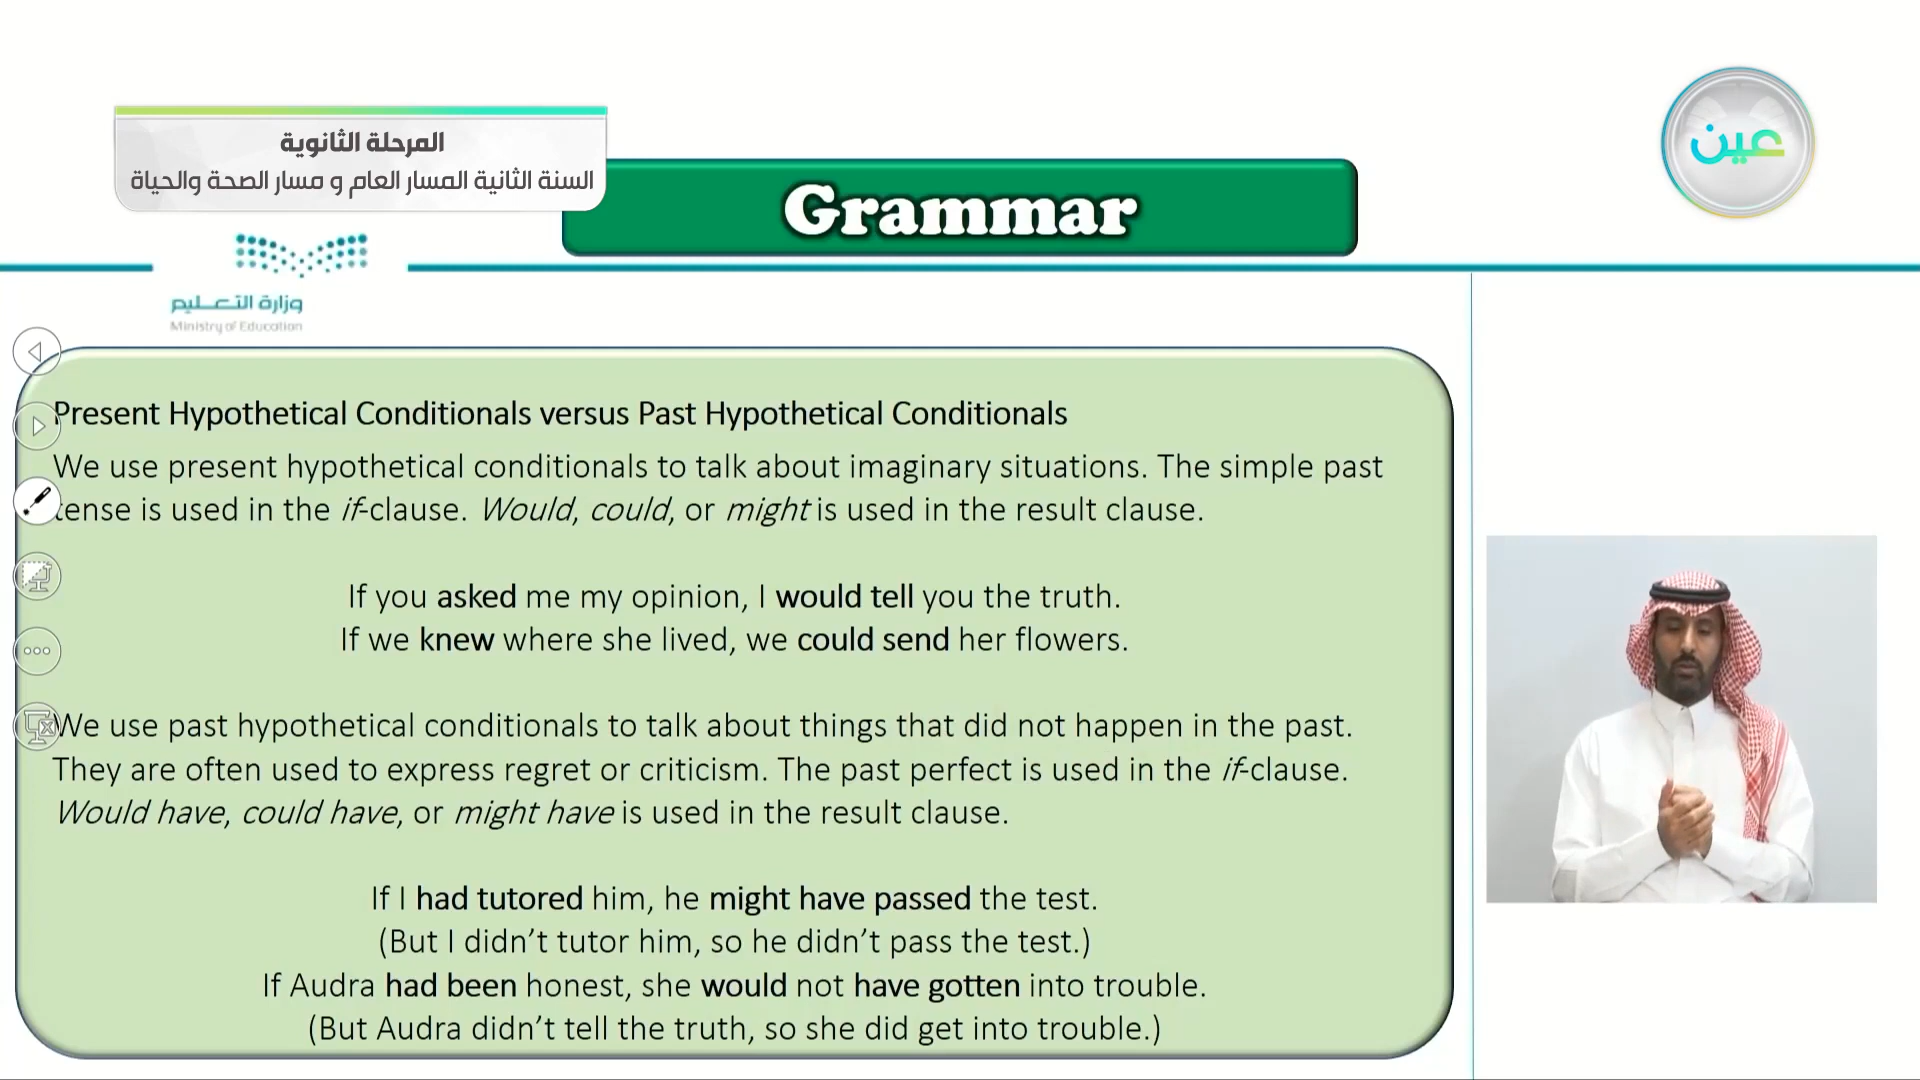 المرحلة الثانوية
السنة الثانية المسار العام و مسار الصحة والحياة
عين
Grammar
وزارة التعليم
Ministry of Education
Present Hypothetical Conditionals versus Past Hypothetical Conditionals
We use present hypothetical conditionals to talk about imaginary situations. The simple past
tense is used in the if-clause. Would, could, or might is used in the result clause.
If you asked me my opinion, I would tell you the truth.
If we knew where she lived, we could send her flowers.
We use past hypothetical conditionals to talk about things that did not happen in the past.
They are often used to express regret or criticism. The past perfect is used in the if-clause.
Would have, could have, or might have is used in the result clause.
If I had tutored him, he might have passed the test.
(But I didn’t tutor him, so he didn’t pass the test.)
If Audra had been honest, she would not have gotten into trouble.
(But Audra didn’t tell the truth, so she did get into trouble.)